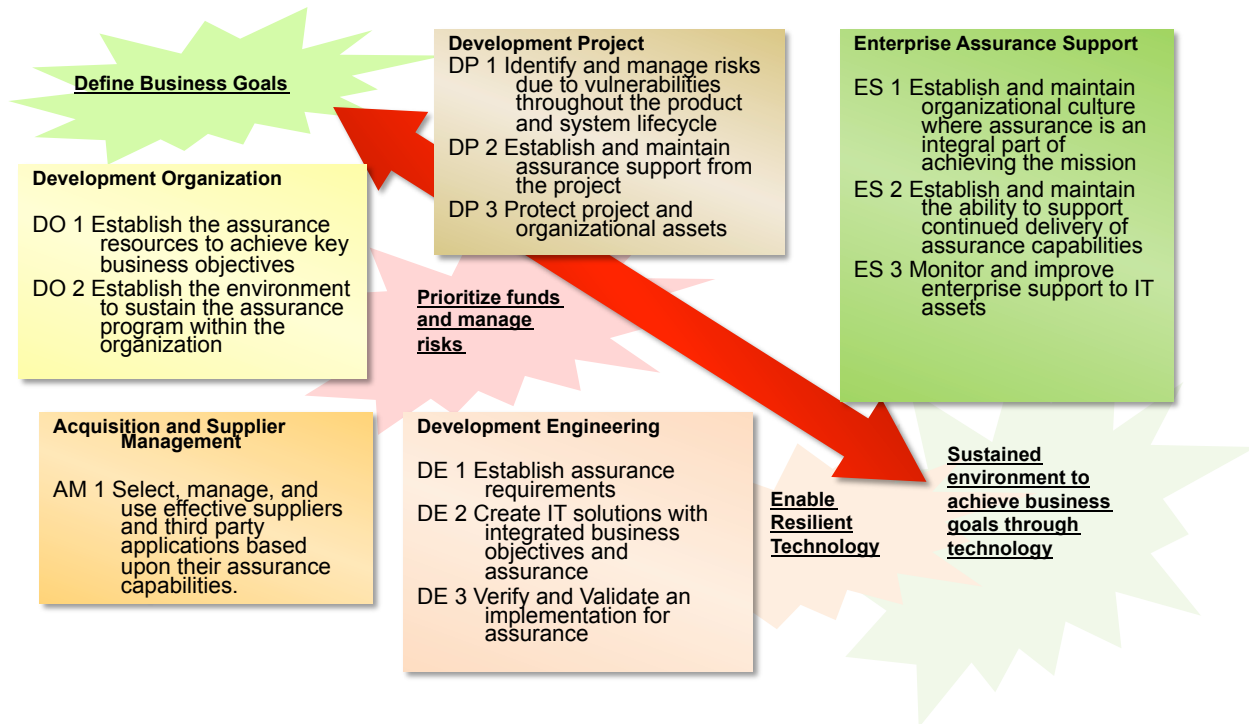 Define Business Goals
Development Organization
DO 1 Establish the assurance
resources to achieve key
business objectives
DO 2 Establish the environment
to sustain the assurance
program within the
organization
Acquisition and Supplier
Management
AM 1 Select, manage, and
use effective suppliers
and third party
applications based
upon their assurance
capabilities.
Development Project
DP 1 Identify and manage risks
due to vulnerabilities
throughout the product
and system lifecycle
DP 2 Establish and maintain
assurance support from
the project
DP 3 Protect project and
organizational assets
Prioritize funds
and manage
risks
Development Engineering
DE 1 Establish assurance
requirements
DE 2 Create IT solutions with
integrated business
objectives and
assurance
DE 3 Verify and Validate an
implementation for
assurance
Enterprise Assurance Support
ES 1 Establish and maintain
organizational culture
where assurance is an
integral part of
achieving the mission
ES 2 Establish and maintain
the ability to support
continued delivery of
assurance capabilities
ES 3 Monitor and improve
enterprise support to IT
assets
Enable
Resilient
Technology
Sustained
environment to
achieve business
goals through
technology